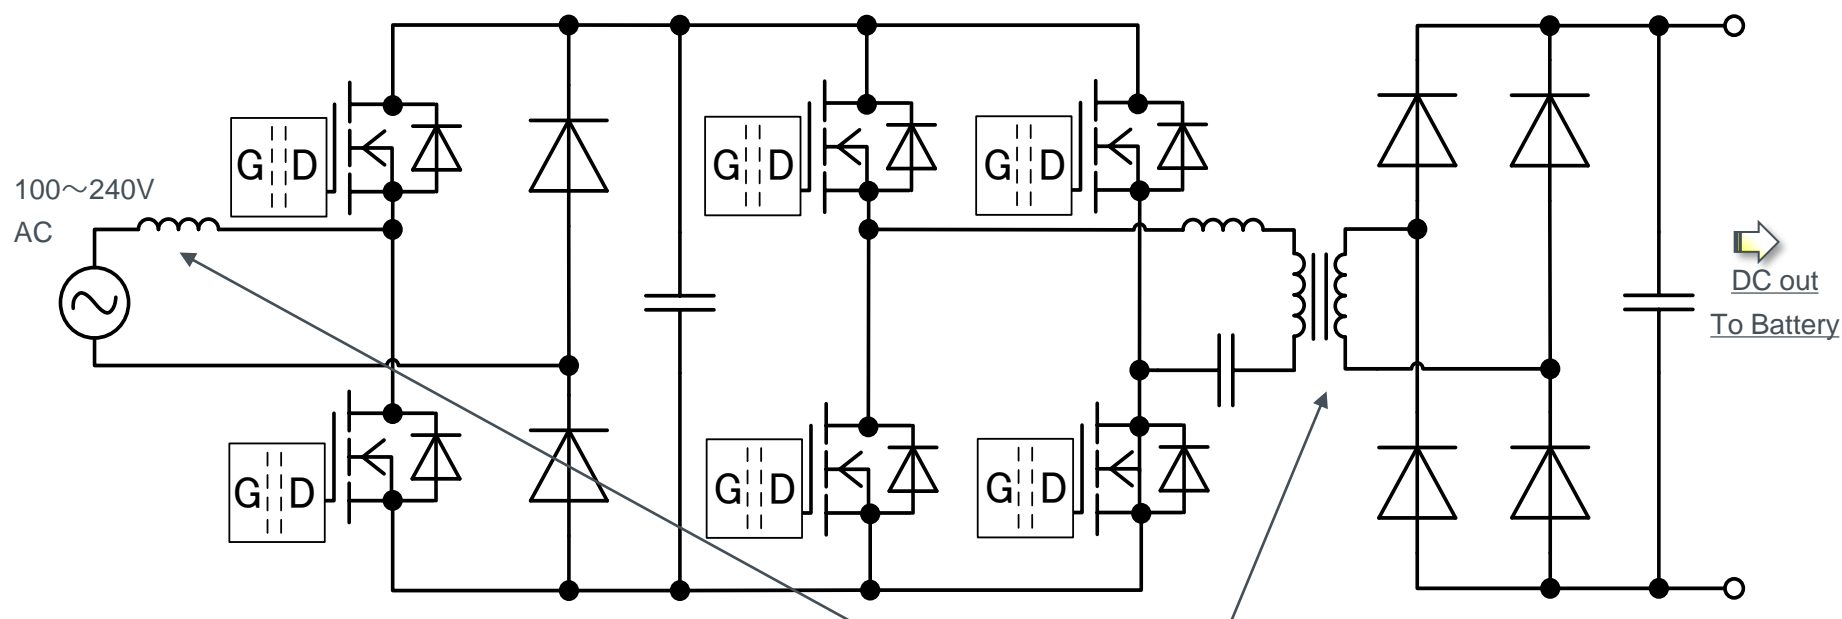 100～240V
AC
G D
G D
G D
G D
G D
G D
DC out
To Battery